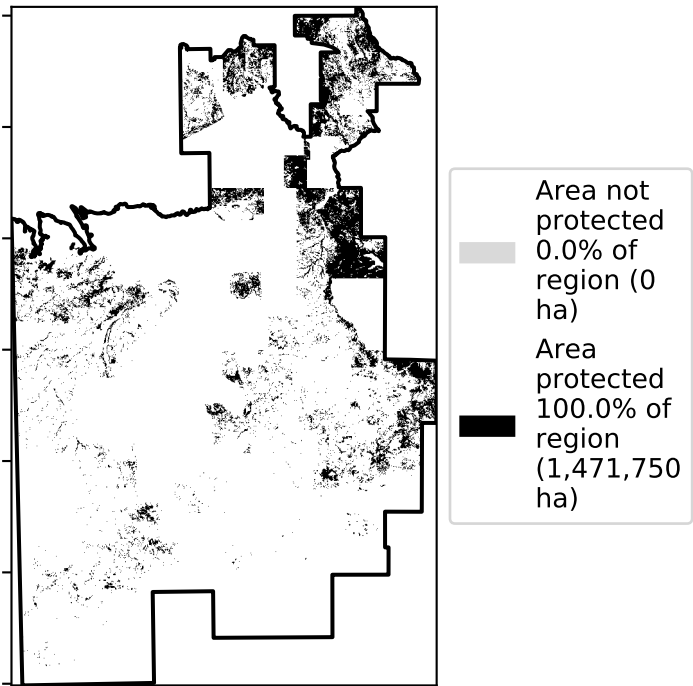 Area not
protected
0.0% of
region (0
ha)
Area
protected
100.0% of
region
(1,471,750
ha)